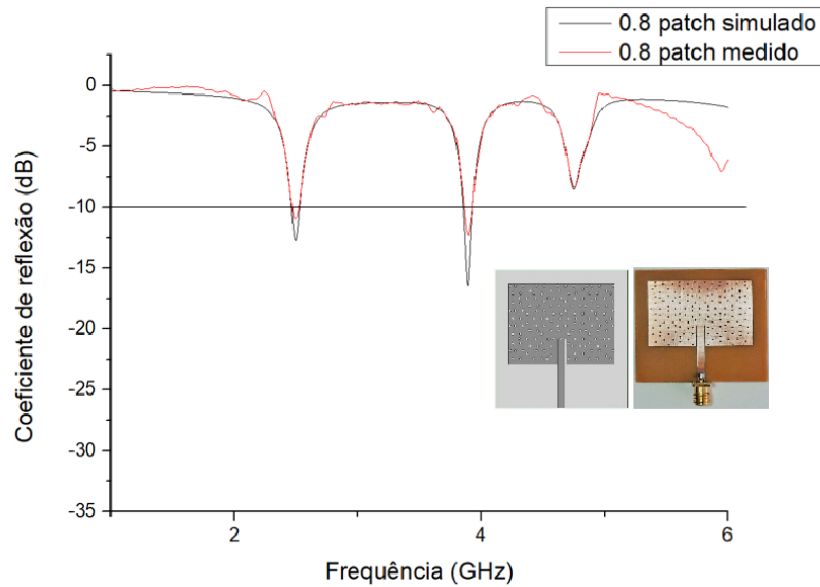 0.8 patch simulado
0.8 patch medido
0
-5
-10
-15
-20
-25
-30
-35
Coeficiente de reflexão (dB)
2
4
6
Frequência (GHz)